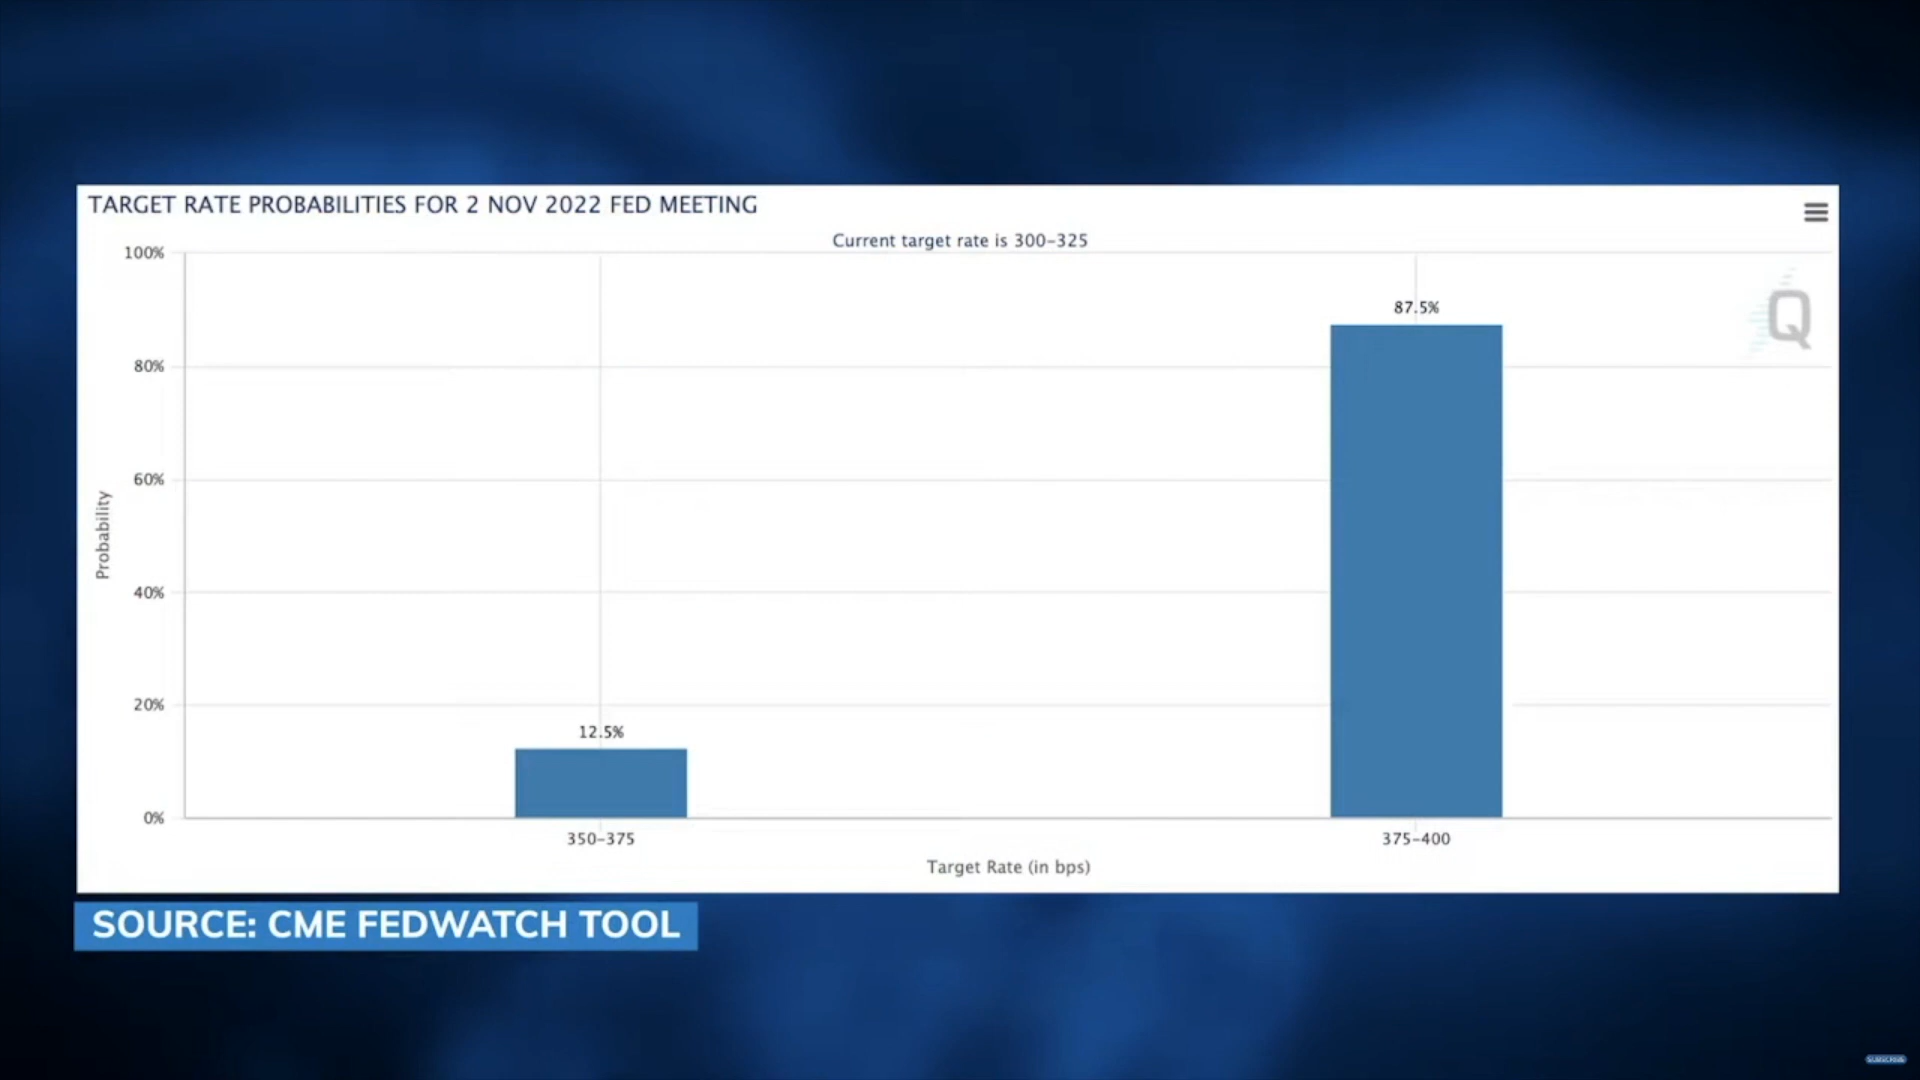 TARGET RATE PROBABILITIES FOR 2 NOV 2022 FED MEETING
Current target rate is 300-325
100%
80%
60%
40%
20%
0%
Probability
87.5%
12.5%
Q
350-375
375-400
Target Rate (in bps)
SOURCE: CME FEDWATCH TOOL
SUBSCRIBE